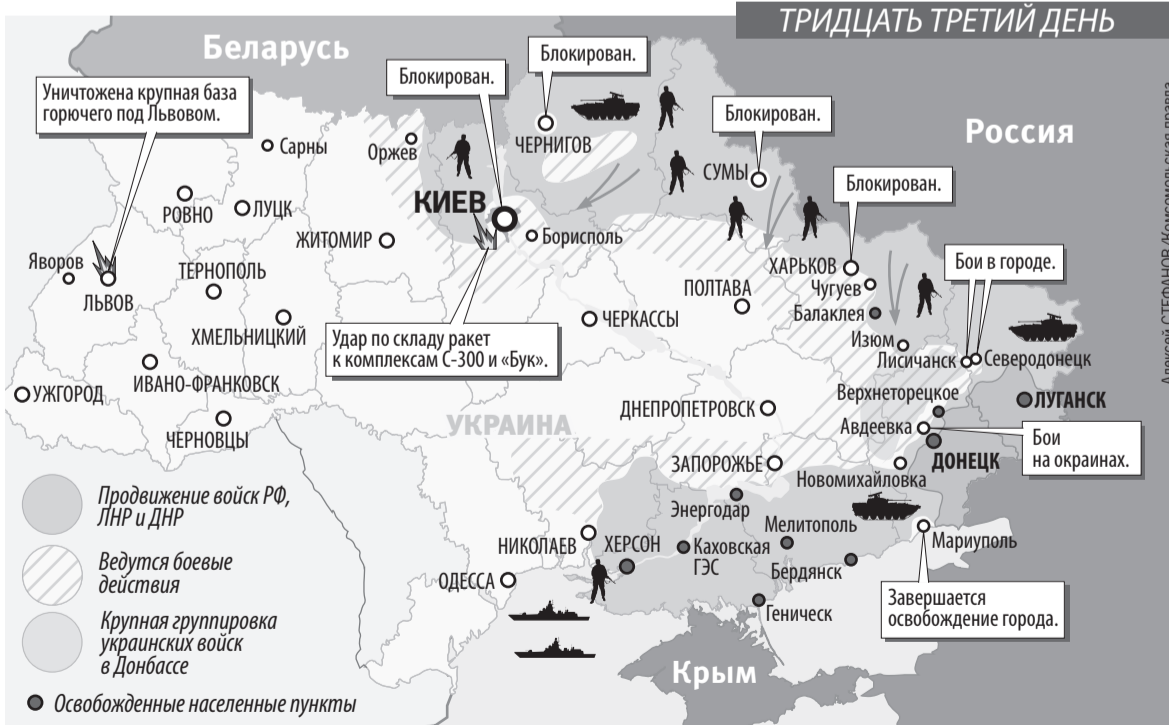 ТРИДЦАТЬ ТРЕТИЙ ДЕНЬ
Беларусь
Россия
Уничтожена крупная база
горючего под Львовом.
Блокирован.
Блокирован.
Блокирован.
Блокирован.
Бои в городе.
Сарны
Оржев
ЧЕРНИГОВ
СУМЫ
РОВНО
ЛУЦК
КИЕВ
Борисполь
ЖИТОМИР
Яворов
ЛЬВОВ
ТЕРНОПОЛЬ
ХМЕЛЬНИЦКИЙ
ПОЛТАВА
ХАРЬКОВ
Чугуев
Балаклея
Изюм
Лисичанск
Северодонецк
ЧЕРКАССЫ
Удар по складу ракет
к комплексам С-300 и «Бук».
УЖГОРОД
ИВАНО-ФРАНКОВСК
ЧЕРНОВЦЫ
УКРАИНА
ДНЕПРОПЕТРОВСК
Верхнеторецкое
ЛУГАНСК
Авдеевка
ДОНЕЦК
Бои
на окраинах.
ЗАПОРОЖЬЕ
Новомихайловка
Энергодар
Мелитополь
Мариуполь
НИКОЛАЕВ
ХЕРСОН
Каховская
ГЭС
Бердянск
ОДЕССА
Геническ
Завершается
освобождение города.
Крым
Продвижение войск РФ,
ЛНР и ДНР
Ведутся боевые
действия
Крупная группировка
украинских войск
в Донбассе
Освобожденные населенные пункты
Алексей СТЕФАНОВ/Комсомольская правда